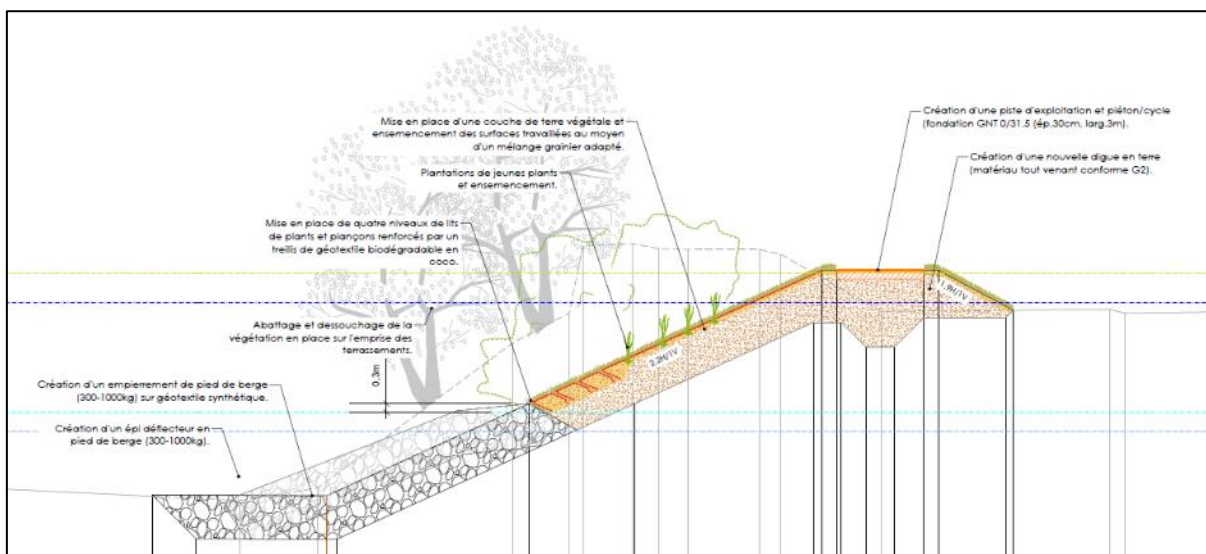 Mise en place d'une couche de terre végétale et
ensemencement des surfaces travaillées au moyen
d'un mélange grainier adapté.
Plantations de jeunes plants
et ensemencement.
Mise en place de quatre niveaux de lits
de plants et plançons renforcés par un
treillis de géotextile biodégradable en
coco.
Abattage et dessouchage de la
végétation en place sur l'emprise des
terrassements.
0.3m
Création d'un empierrement de pied de berge
(300-1000kg) sur géotextile synthétique.
Création d'un épi déflecteur en
pied de berge (300-1000kg).
Création d'une piste d'exploitation et piéton/cycle
(fondation GNT 0/31.5 (ép.30cm, larg.3m).
Création d'une nouvelle digue en terre
(matériau tout venant conforme G2).
2.2H/1V
1.9H/1V